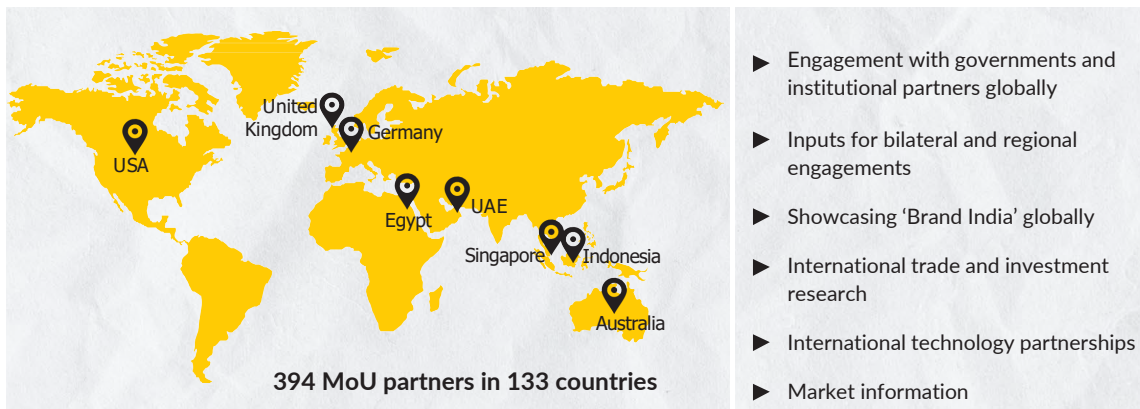 United
Kingdom
Germany
USA
Egypt
UAE
Singapore
Indonesia
Australia
394 MoU partners in 133 countries
Engagement with governments and
institutional partners globally
Inputs for bilateral and regional
engagements
Showcasing ‘Brand India’ globally
International trade and investment
research
International technology partnerships
Market information